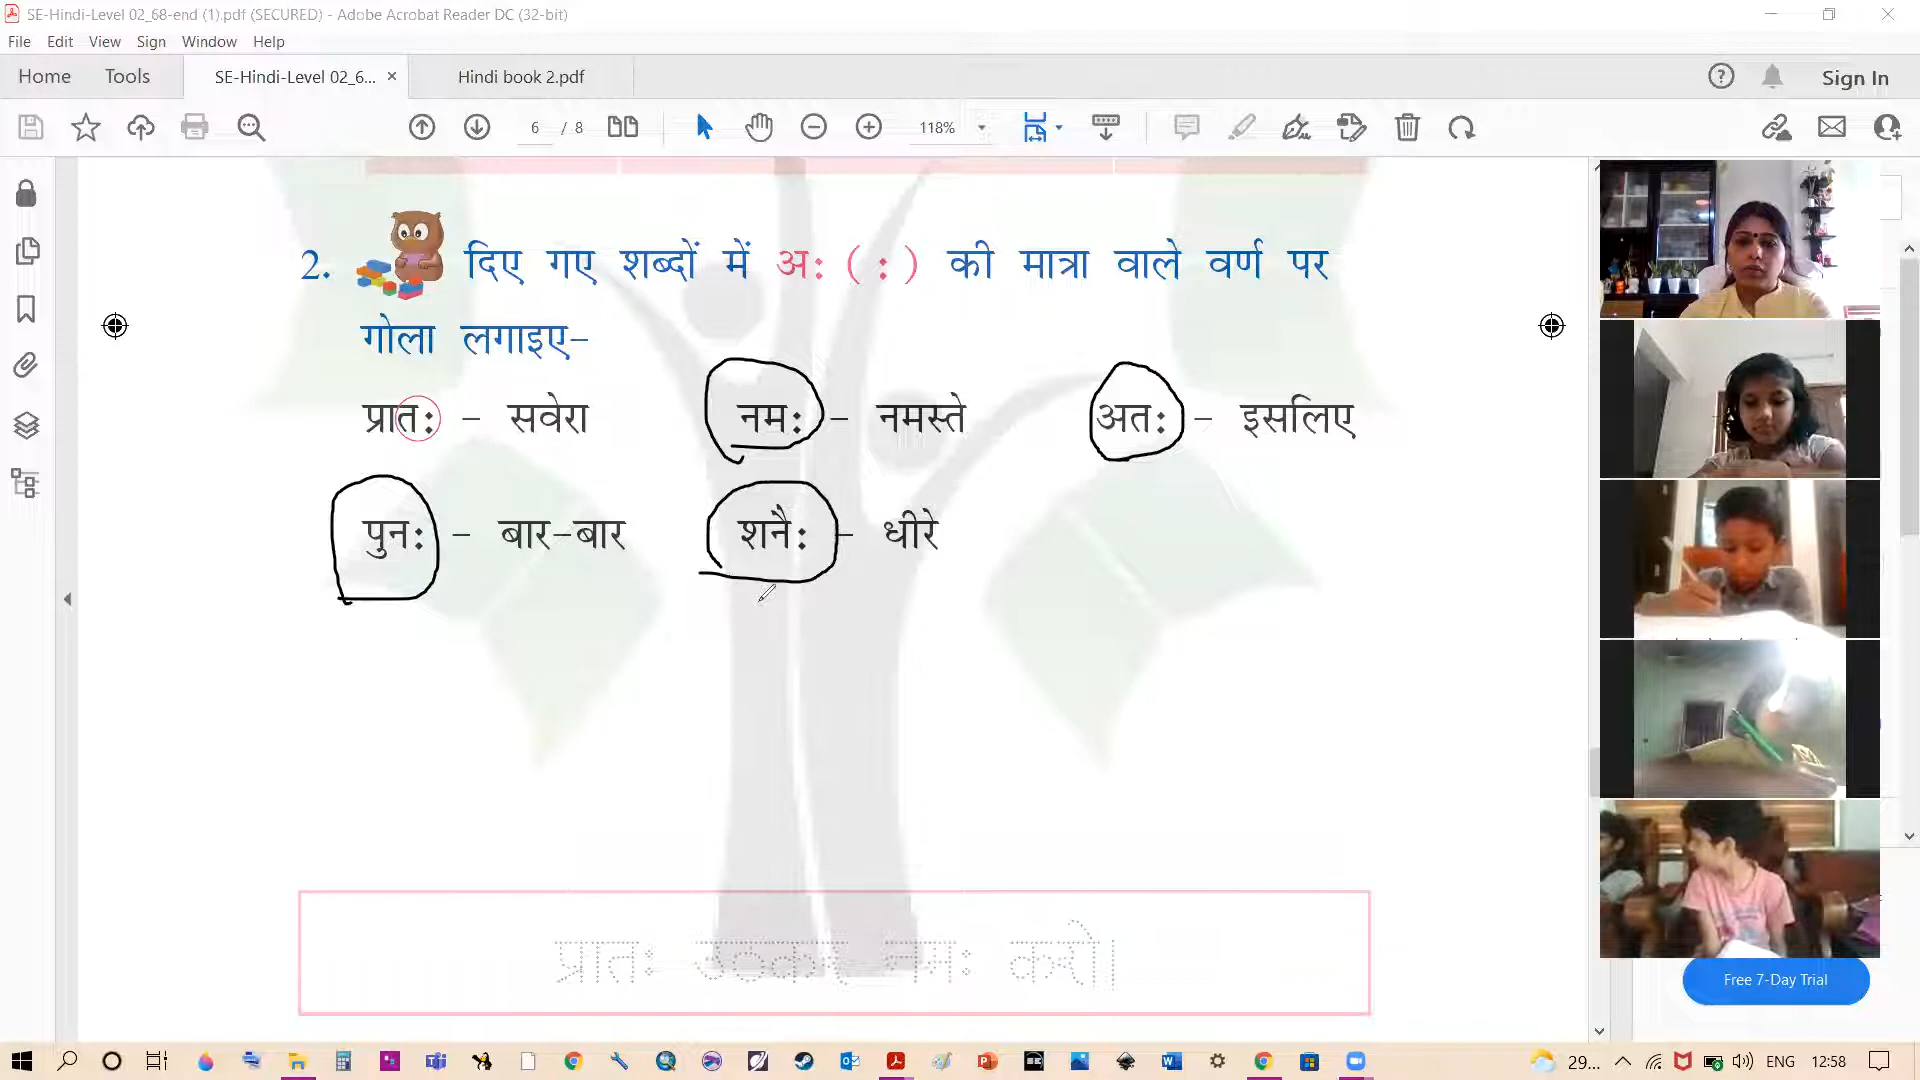 SE-Hindi-Level 02_68-end (1).pdf (SECURED) - Adobe Acrobat Reader DC (32-bit)
File Edit View Sign Window Help
Home Tools SE-Hindi-Level 02_6... × Hindi book 2.pdf Sign In
6 / 8 118%
2. दिए गए शब्दों में अः ( ः ) की मात्रा वाले वर्ण पर
गोला लगाइए-
प्रातः - सवेरा नमः - नमस्ते अतः - इसलिए
पुनः - बार-बार शनैः - धीरे
प्रातः उठकर नमः करो।
Free 7-Day Trial
29... ENG 12:58